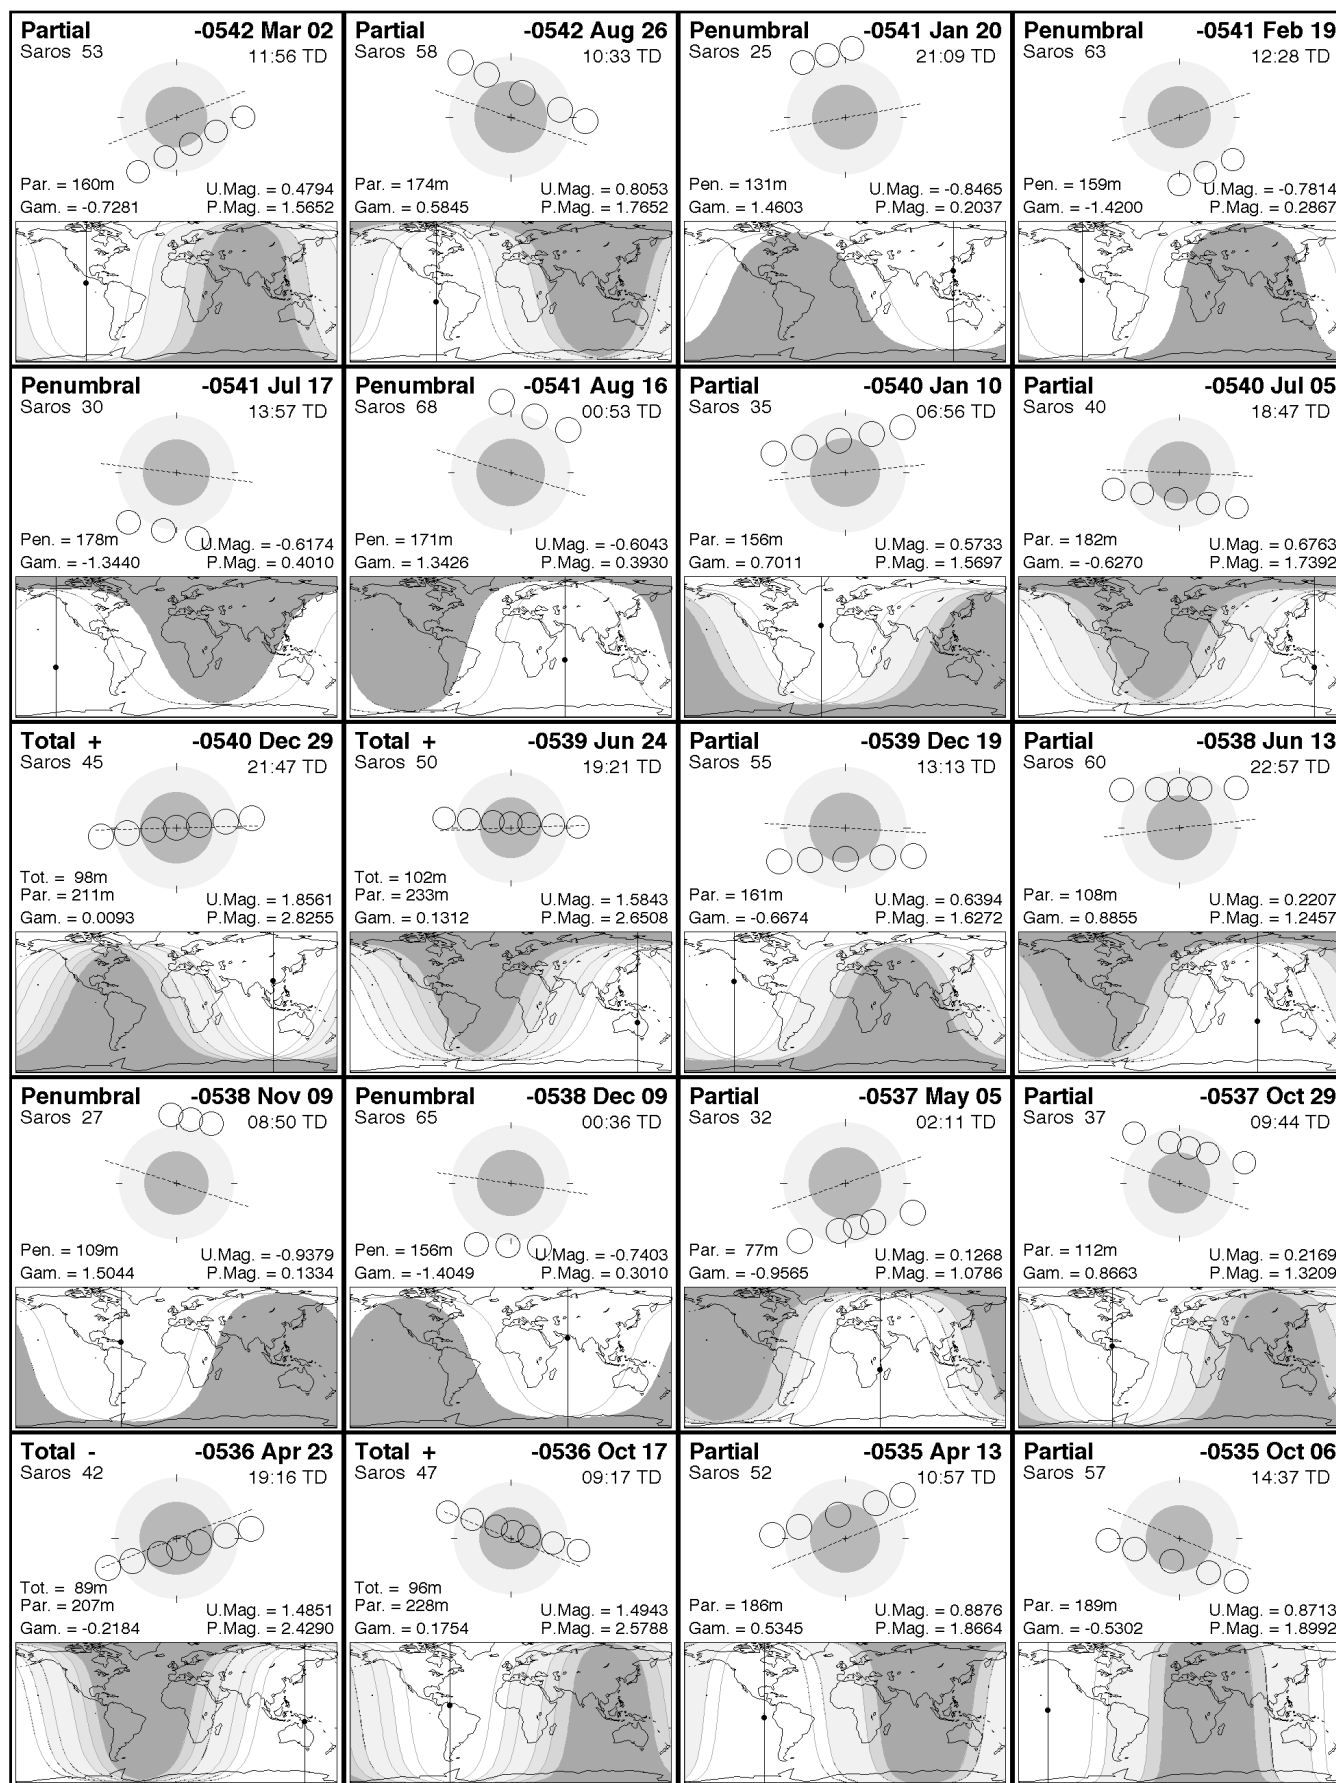 Partial -0542 Mar 02
Saros 53 11:56 TD
Par. = 160m U.Mag. = 0.4794
Gam. = -0.7281 P.Mag. = 1.5652
Partial -0542 Aug 26
Saros 58 10:33 TD
Par. = 174m U.Mag. = 0.8053
Gam. = 0.5845 P.Mag. = 1.7652
Penumbral -0541 Jan 20
Saros 25 21:09 TD
Pen. = 131m U.Mag. = -0.8465
Gam. = 1.4603 P.Mag. = 0.2037
Penumbral -0541 Feb 19
Saros 63 12:28 TD
Pen. = 159m U.Mag. = -0.7814
Gam. = -1.4200 P.Mag. = 0.2867
Penumbral -0541 Jul 17
Saros 30 13:57 TD
Pen. = 178m U.Mag. = -0.6174
Gam. = -1.3440 P.Mag. = 0.4010
Penumbral -0541 Aug 16
Saros 68 00:53 TD
Pen. = 171m U.Mag. = -0.6043
Gam. = 1.3426 P.Mag. = 0.3930
Partial -0540 Jan 10
Saros 35 06:56 TD
Par. = 156m U.Mag. = 0.5733
Gam. = 0.7011 P.Mag. = 1.5697
Partial -0540 Jul 05
Saros 40 18:47 TD
Par. = 182m U.Mag. = 0.6763
Gam. = -0.6270 P.Mag. = 1.7392
Total + -0540 Dec 29
Saros 45 21:47 TD
Tot. = 98m
Par. = 211m U.Mag. = 1.8561
Gam. = 0.0093 P.Mag. = 2.8255
Total + -0539 Jun 24
Saros 50 19:21 TD
Tot. = 102m
Par. = 233m U.Mag. = 1.5843
Gam. = 0.1312 P.Mag. = 2.6508
Partial -0539 Dec 19
Saros 55 13:13 TD
Par. = 161m U.Mag. = 0.6394
Gam. = -0.6674 P.Mag. = 1.6272
Partial -0538 Jun 13
Saros 60 22:57 TD
Par. = 108m U.Mag. = 0.2207
Gam. = 0.8855 P.Mag. = 1.2457
Penumbral -0538 Nov 09
Saros 27 08:50 TD
Pen. = 109m U.Mag. = -0.9379
Gam. = 1.5044 P.Mag. = 0.1334
Penumbral -0538 Dec 09
Saros 65 00:36 TD
Pen. = 156m U.Mag. = -0.7403
Gam. = -1.4049 P.Mag. = 0.3010
Partial -0537 May 05
Saros 32 02:11 TD
Par. = 77m U.Mag. = 0.1268
Gam. = -0.9565 P.Mag. = 1.0786
Partial -0537 Oct 29
Saros 37 09:44 TD
Par. = 112m U.Mag. = 0.2169
Gam. = 0.8663 P.Mag. = 1.3209
Total - -0536 Apr 23
Saros 42 19:16 TD
Tot. = 89m
Par. = 207m U.Mag. = 1.4851
Gam. = -0.2184 P.Mag. = 2.4290
Total + -0536 Oct 17
Saros 47 09:17 TD
Tot. = 96m
Par. = 228m U.Mag. = 1.4943
Gam. = 0.1754 P.Mag. = 2.5788
Partial -0535 Apr 13
Saros 52 10:57 TD
Par. = 186m U.Mag. = 0.8876
Gam. = 0.5345 P.Mag. = 1.8664
Partial -0535 Oct 06
Saros 57 14:37 TD
Par. = 189m U.Mag. = 0.8713
Gam. = -0.5302 P.Mag. = 1.8992